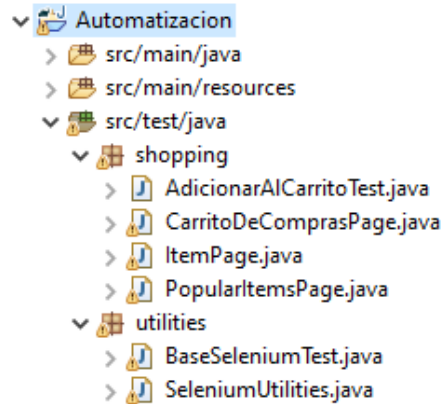 Automatizacion
src/main/java
src/main/resources
src/test/java
shopping
AdicionarAlCarritoTest.java
CarritoDeComprasPage.java
ItemPage.java
PopularItemsPage.java
utilities
BaseSeleniumTest.java
SeleniumUtilities.java